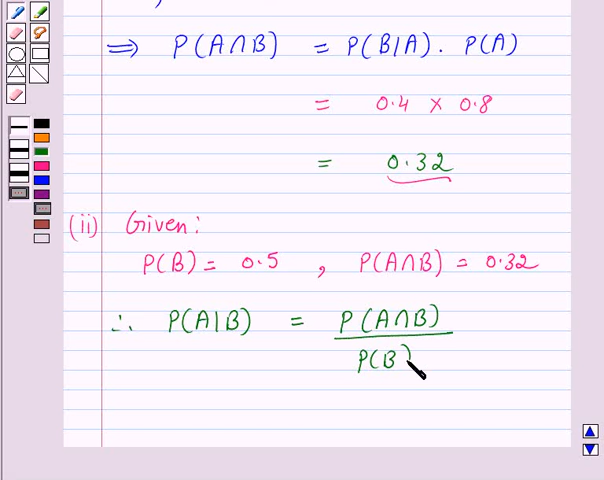 ⟹ P(A∩B) = P(B|A). P(A)
= 0.4 × 0.8
= 0.32
(ii) Given:
P(B) = 0.5 , P(A∩B) = 0.32
∴ P(A|B) = P(A∩B)
P(B)